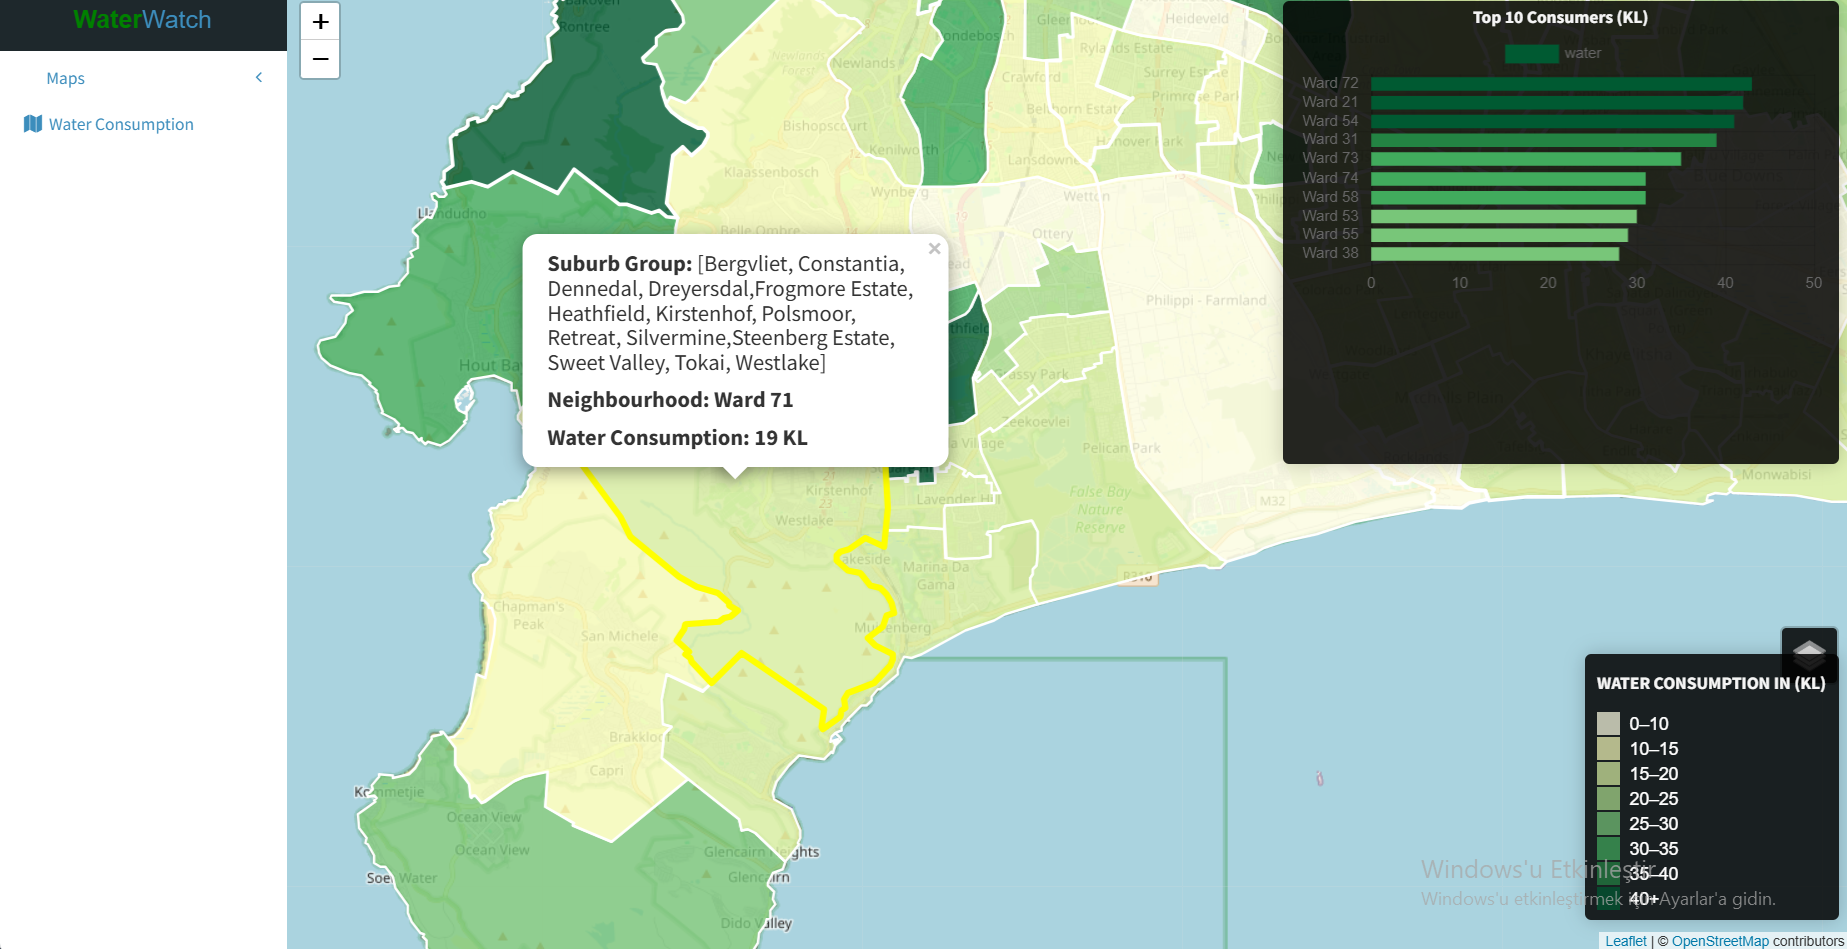 WaterWatch
Maps
Water Consumption
+
−
Bakoven
Rontree
Newlands
Forest
Newlands
Bishopscourt
Kenilworth
Klaassenbosch
Wynberg
Belle Ombre
Llandudno
Hout Bay
Crawford
Rylands Estate
Heideveld
Surrey Estate
Primrose Park
Hanover Park
Lansdowne
Wetton
Ottery
Philippi - Farmland
Suburb Group: [Bergvliet, Constantia,
Dennedal, Dreyersdal,Frogmore Estate,
Heathfield, Kirstenhof, Polsmoor,
Retreat, Silvermine,Steenberg Estate,
Sweet Valley, Tokai, Westlake]
Neighbourhood: Ward 71
Water Consumption: 19 KL
×
Grassy Park
Zeekoevlei
Pelican Park
Kirstenhof
23
Westlake
Lavender Hill
False Bay
Nature
Reserve
M32
Monwabisi
Marina Da
Gama
R310
Chapman's
Peak
San Michele
Muizenberg
Brakkloof
Capri
Kommetjie
Ocean View
Ocean View
Glencairn Heights
Glencairn
Soetwater
Dido Valley
Top 10 Consumers (KL)
water
Ward 72
Ward 21
Ward 54
Ward 31
Ward 73
Ward 74
Ward 58
Ward 53
Ward 55
Ward 38
0 10 20 30 40 50
WATER CONSUMPTION IN (KL)
0–10
10–15
15–20
20–25
25–30
30–35
35–40
40+
Windows'u Etkinleştir
Windows'u etkinleştirmek için Ayarlar'a gidin.
Leaflet | © OpenStreetMap contributors